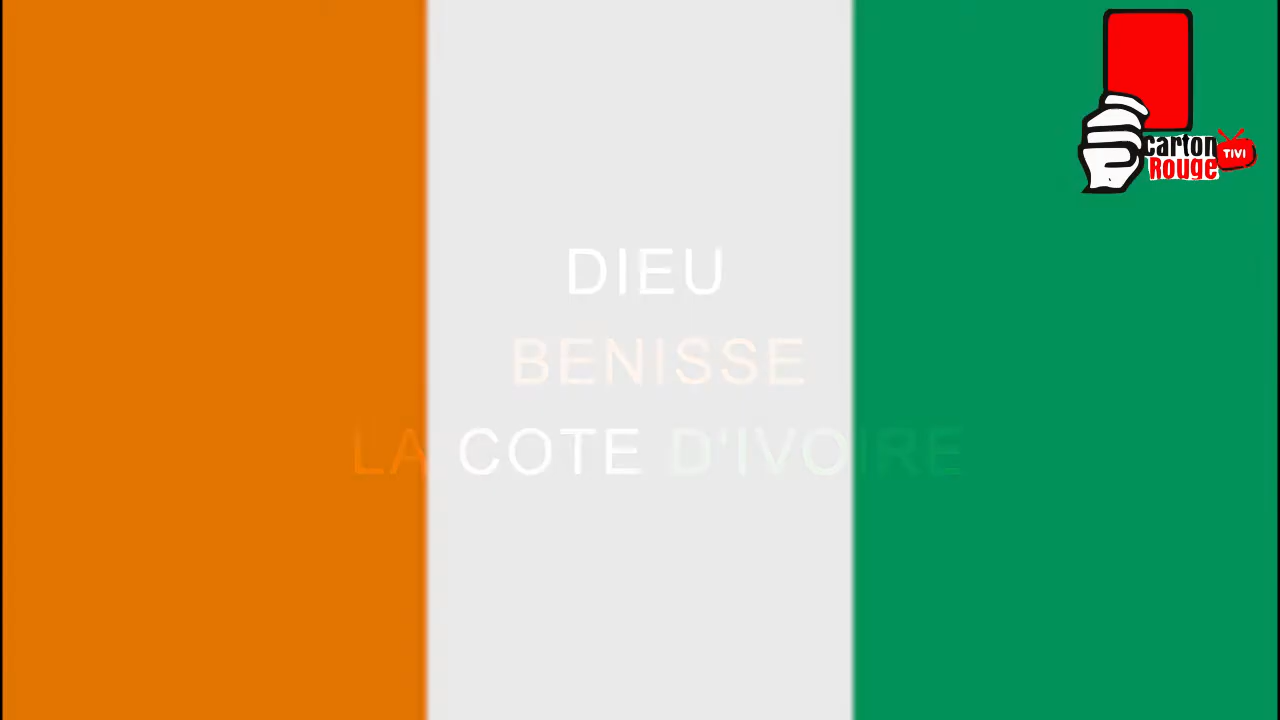 carton
Rouge
TIVI
DIEU
BENISSE
LA COTE D'IVOIRE